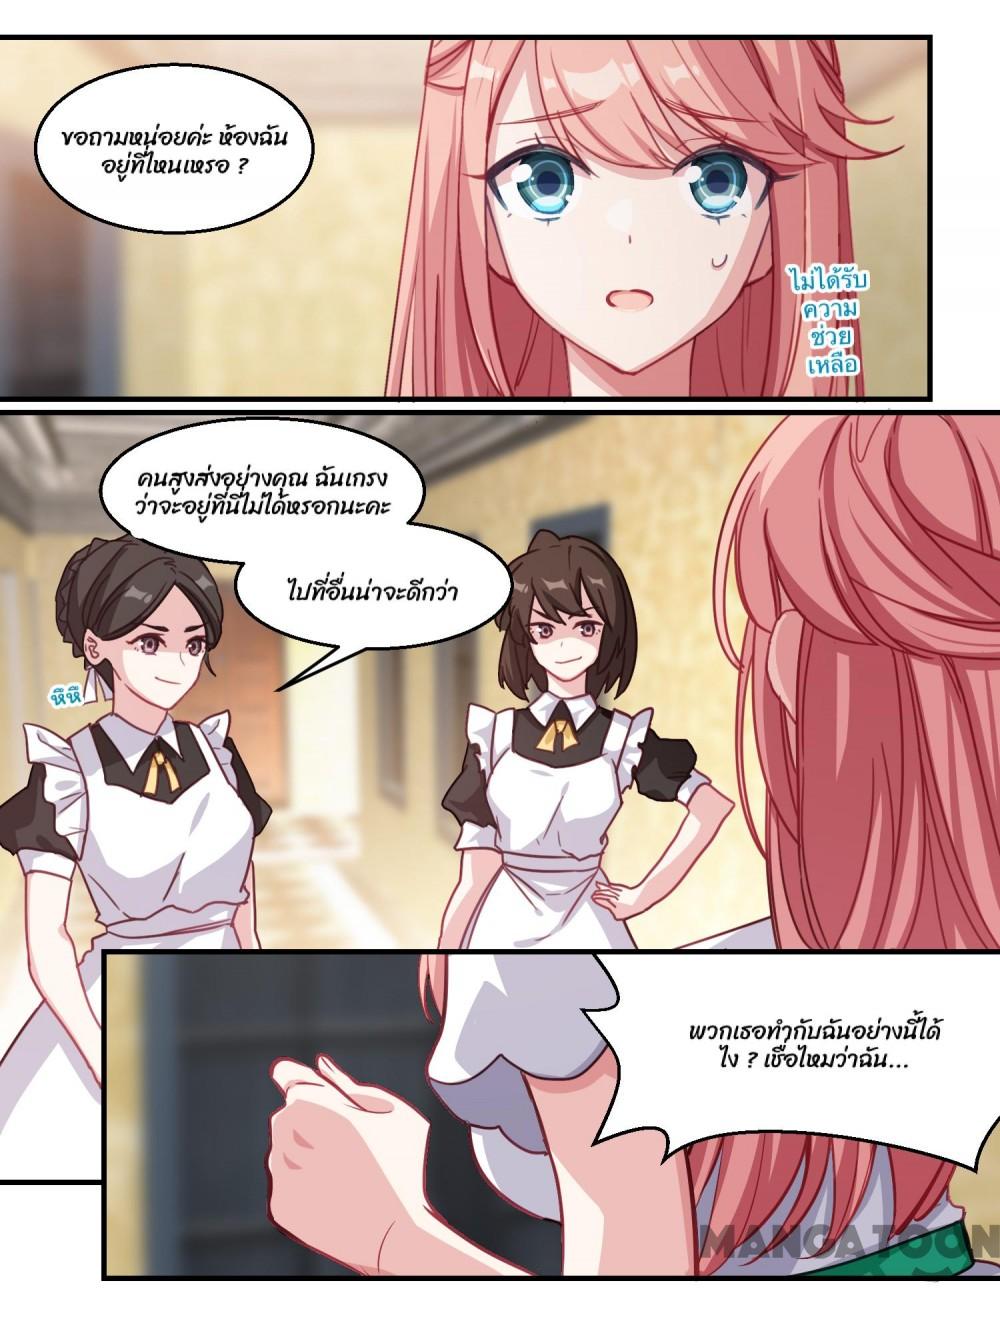 ขอถามหน่อยค่ะ ห้องฉัน
อยู่ที่ไหนเหรอ ?
ไม่ได้รับ
ความ
ช่วย
เหลือ
คนสูงส่งอย่างคุณ ฉันเกรง
ว่าจะอยู่ที่นี่ไม่ได้หรอกนะคะ
ไปที่อื่นน่าจะดีกว่า
หึหึ
พวกเธอทำกับฉันอย่างนี้ได้
ไง ? เชื่อไหมว่าฉัน...
MANGATOON